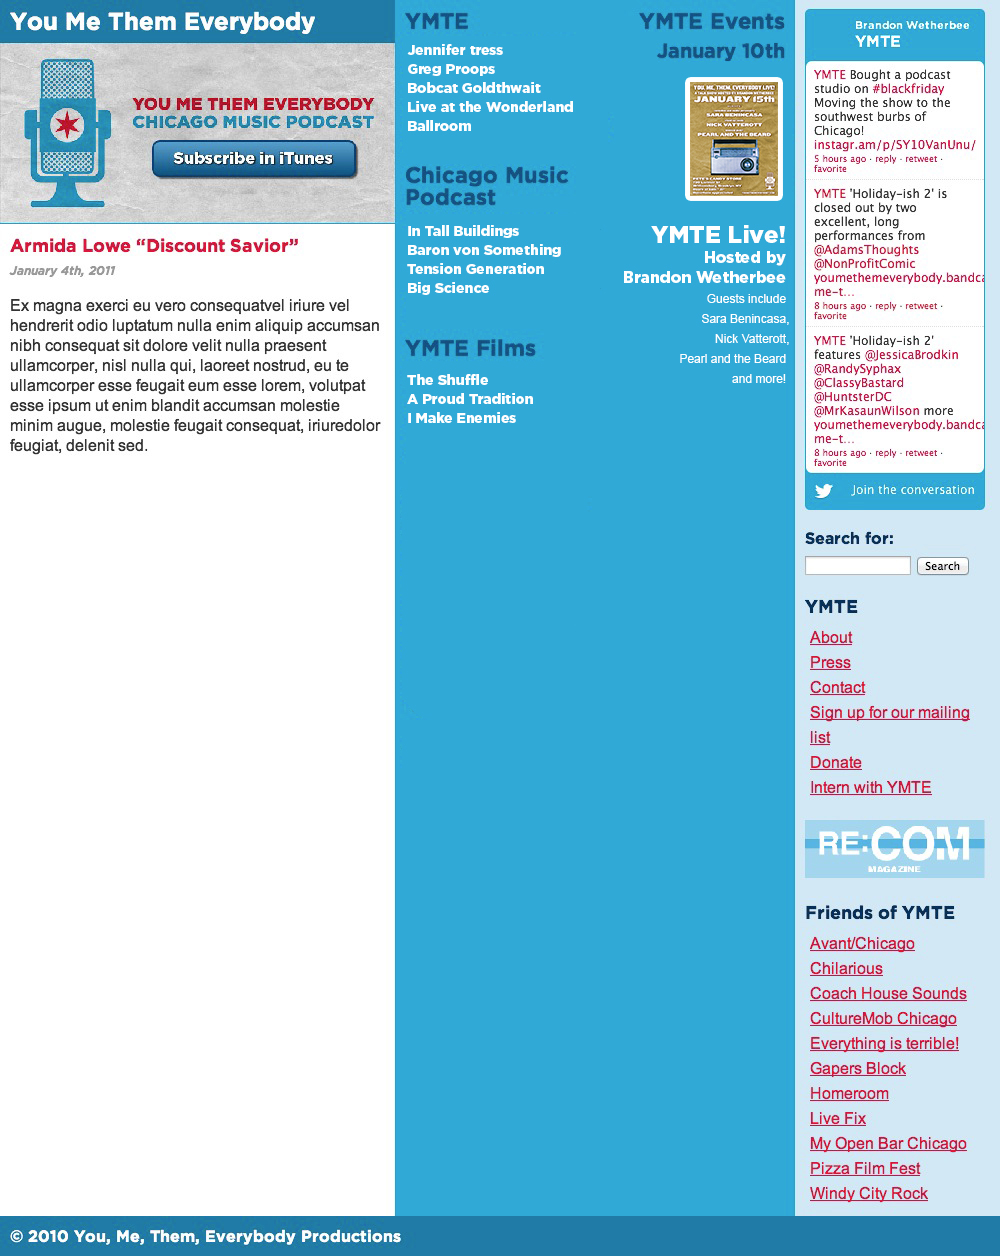 You Me Them Everybody
YOU ME THEM EVERYBODY
CHICAGO MUSIC PODCAST
Subscribe in iTunes
Armida Lowe “Discount Savior”
January 4th, 2011
Ex magna exerci eu vero consequatvel iriure vel
hendrerit odio luptatum nulla enim aliquip accumsan
nibh consequat sit dolore velit nulla praesent
ullamcorper, nisl nulla qui, laoreet nostrud, eu te
ullamcorper esse feugait eum esse lorem, volutpat
esse ipsum ut enim blandit accumsan molestie
minim augue, molestie feugait consequat, iriuredolor
feugiat, delenit sed.
YMTE
Jennifer tress
Greg Proops
Bobcat Goldthwait
Live at the Wonderland
Ballroom
Chicago Music
Podcast
In Tall Buildings
Baron von Something
Tension Generation
Big Science
YMTE Films
The Shuffle
A Proud Tradition
I Make Enemies
YMTE Events
January 10th
YOU, ME, THEM, EVERYBODY LIVE!
JANUARY 15th
SARA BENINCASA
NICK VATTEROTT
PEARL AND THE BEARD
YMTE Live!
Hosted by
Brandon Wetherbee
Guests include
Sara Benincasa,
Nick Vatterott,
Pearl and the Beard
and more!
Brandon Wetherbee
YMTE
YMTE Bought a podcast
studio on #blackfriday
Moving the show to the
southwest burbs of
Chicago!
instagr.am/p/SY10VanUnu/
5 hours ago · reply · retweet ·
favorite
YMTE 'Holiday-ish 2' is
closed out by two
excellent, long
performances from
@AdamsThoughts
@NonProfitComic
youmethemeverybody.bandca
me-t…
8 hours ago · reply · retweet ·
favorite
YMTE 'Holiday-ish 2'
features @JessicaBrodkin
@RandySyphax
@ClassyBastard
@HuntsterDC
@MrKasaunWilson more
youmethemeverybody.bandca
me-t…
8 hours ago · reply · retweet ·
favorite
Join the conversation
Search for:
Search
YMTE
About
Press
Contact
Sign up for our mailing
list
Donate
Intern with YMTE
RE:COM
MAGAZINE
Friends of YMTE
Avant/Chicago
Chilarious
Coach House Sounds
CultureMob Chicago
Everything is terrible!
Gapers Block
Homeroom
Live Fix
My Open Bar Chicago
Pizza Film Fest
Windy City Rock
© 2010 You, Me, Them, Everybody Productions